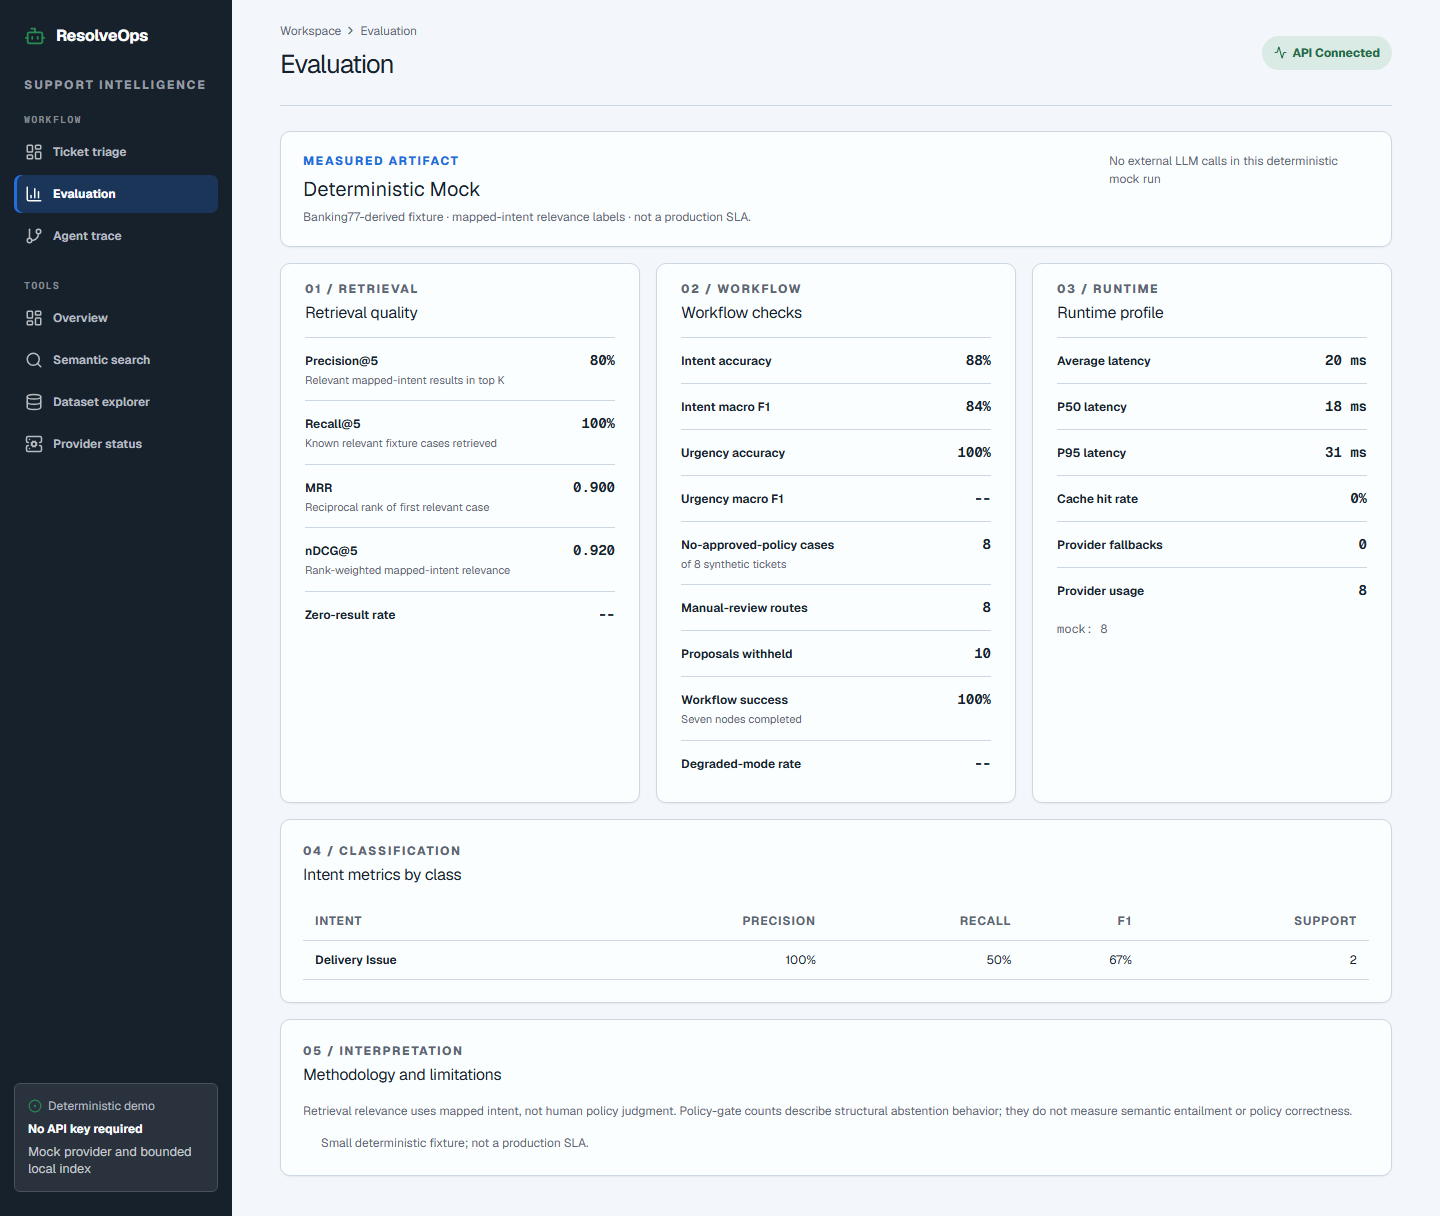 ResolveOps
SUPPORT INTELLIGENCE
WORKFLOW
Ticket triage
Evaluation
Agent trace
TOOLS
Overview
Semantic search
Dataset explorer
Provider status
Deterministic demo
No API key required
Mock provider and bounded
local index
Workspace > Evaluation
Evaluation
API Connected
MEASURED ARTIFACT
Deterministic Mock
Banking77-derived fixture · mapped-intent relevance labels · not a production SLA.
No external LLM calls in this deterministic
mock run
01 / RETRIEVAL
Retrieval quality
Precision@5 80%
Relevant mapped-intent results in top K
Recall@5 100%
Known relevant fixture cases retrieved
MRR 0.900
Reciprocal rank of first relevant case
nDCG@5 0.920
Rank-weighted mapped-intent relevance
Zero-result rate --
02 / WORKFLOW
Workflow checks
Intent accuracy 88%
Intent macro F1 84%
Urgency accuracy 100%
Urgency macro F1 --
No-approved-policy cases 8
of 8 synthetic tickets
Manual-review routes 8
Proposals withheld 10
Workflow success 100%
Seven nodes completed
Degraded-mode rate --
03 / RUNTIME
Runtime profile
Average latency 20 ms
P50 latency 18 ms
P95 latency 31 ms
Cache hit rate 0%
Provider fallbacks 0
Provider usage 8
mock: 8
04 / CLASSIFICATION
Intent metrics by class
INTENT PRECISION RECALL F1 SUPPORT
Delivery Issue 100% 50% 67% 2
05 / INTERPRETATION
Methodology and limitations
Retrieval relevance uses mapped intent, not human policy judgment. Policy-gate counts describe structural abstention behavior; they do not measure semantic entailment or policy correctness.
Small deterministic fixture; not a production SLA.